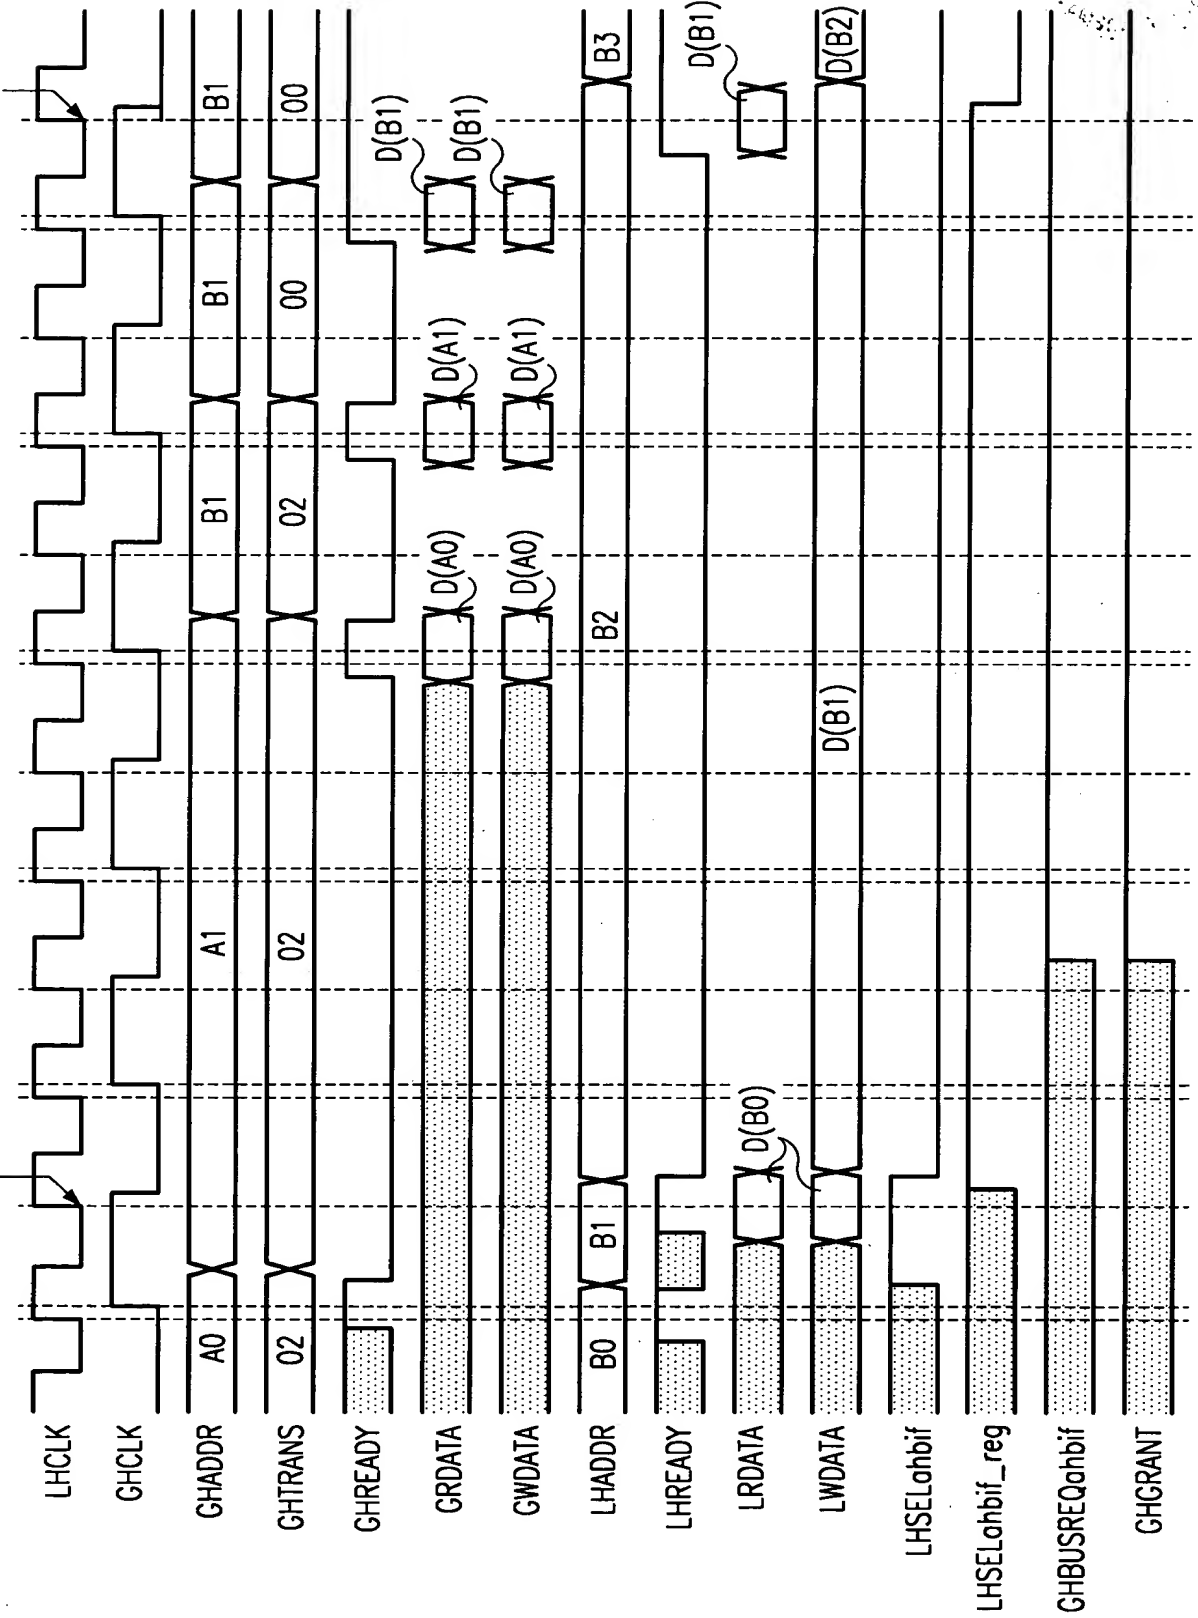 LHCLK
GHCLK
GHADDR A0 A1 B1 B1 B1
GHTRANS 02 02 02 00 00
GHREADY
GRDATA D(A0) D(A1) D(B1)
GWDATA D(A0) D(A1) D(B1)
LHADDR B0 B1 B2 B3
LHREADY
LRDATA D(B0) D(B1)
LWDATA D(B1) D(B2)
LHSELahbif
LHSELahbif_reg
GHBUSREQahbif
GHGRANT